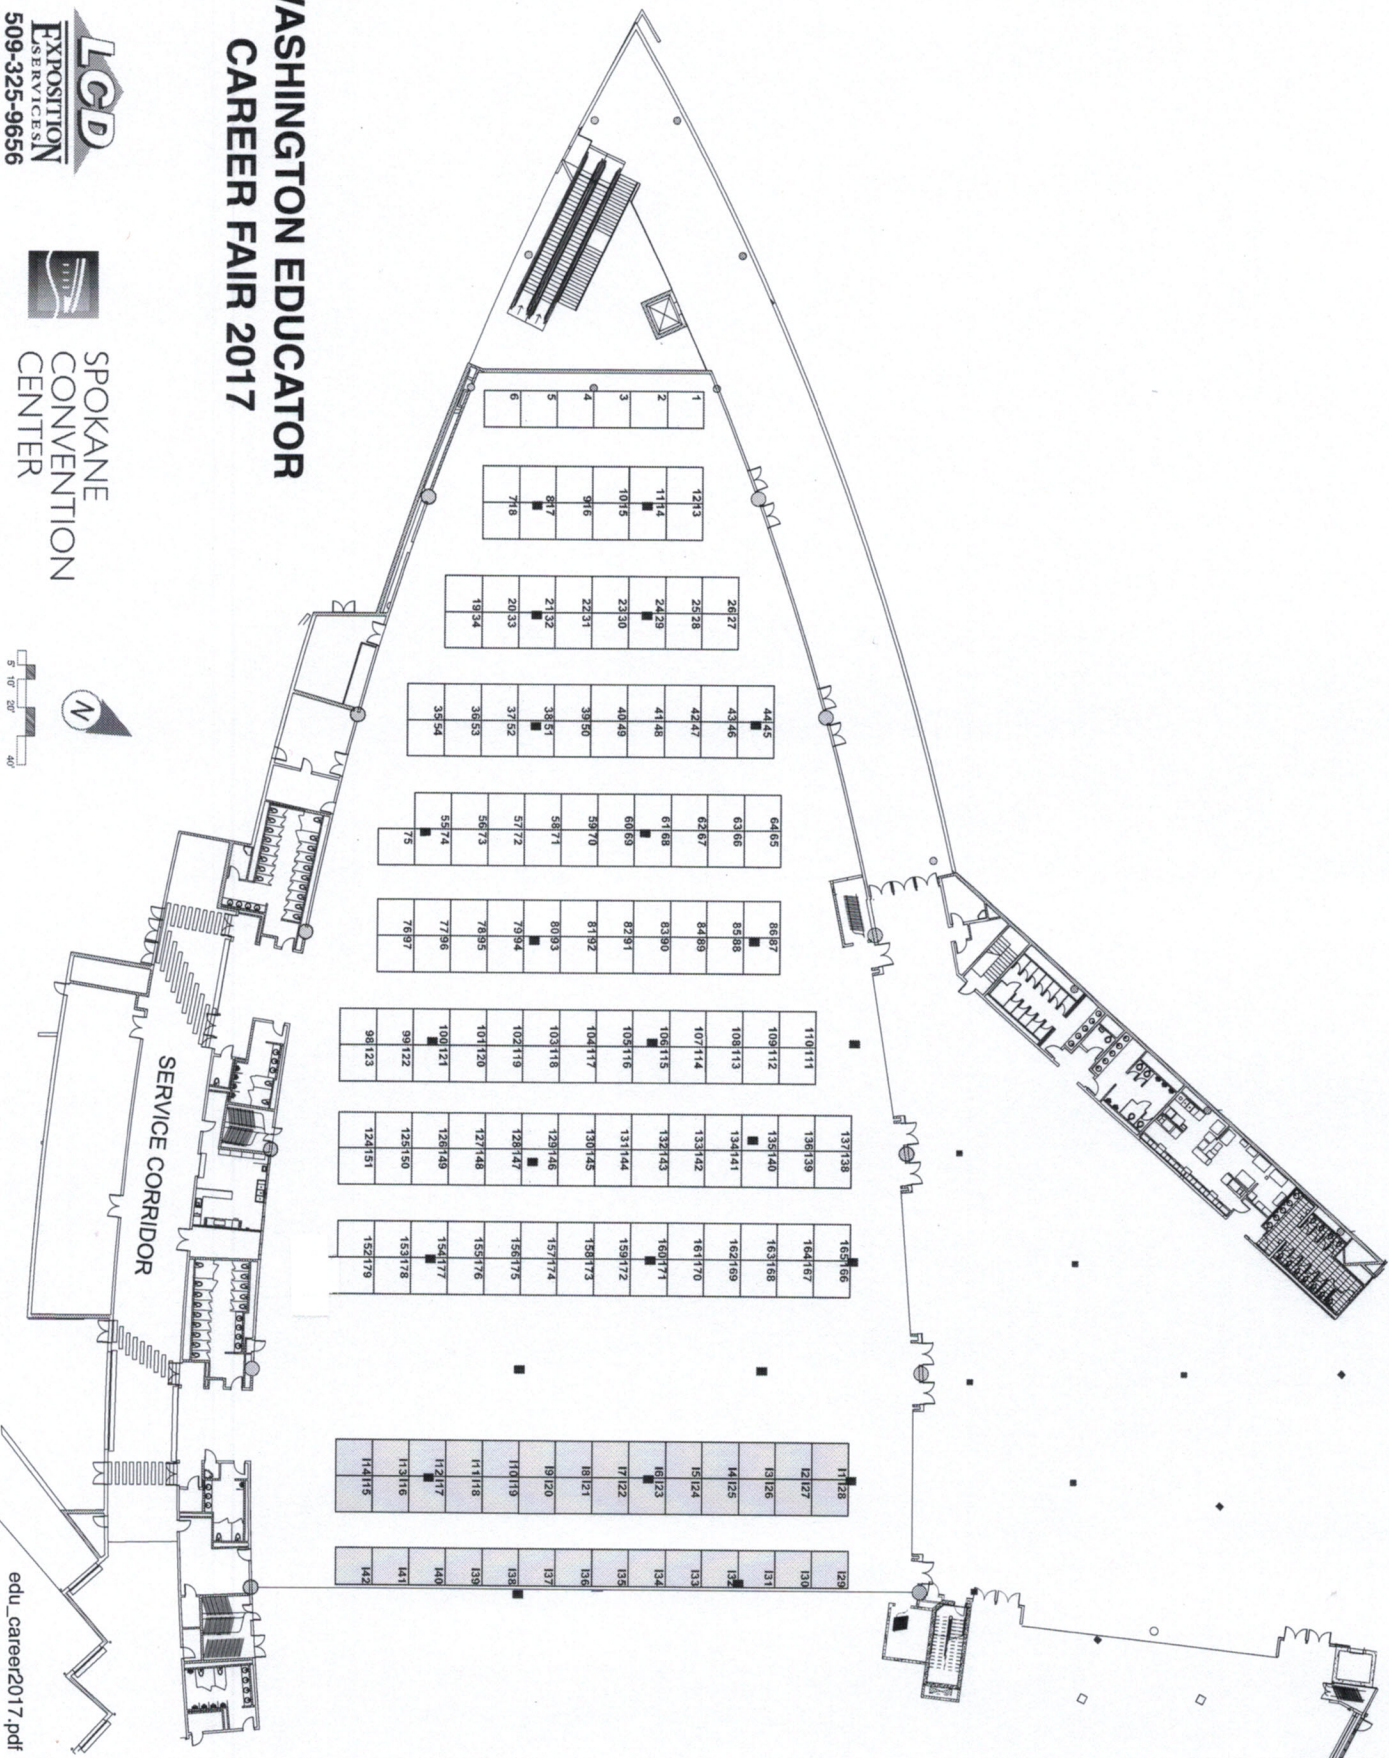 ASHINGTON EDUCATOR
CAREER FAIR 2017
LCD
EXPOSITION
SERVICES
509-325-9656
SPOKANE
CONVENTION
CENTER
N
5' 10' 20' 40'
6 5 4 3 2 1
7 8 9 10 11 12
18 17 16 15 14 13
19 20 21 22 23 24 25 26
34 33 32 31 30 29 28 27
35 36 37 38 39 40 41 42 43 44
54 53 52 51 50 49 48 47 46 45
55 56 57 58 59 60 61 62 63 64
75 74 73 72 71 70 69 68 67 66 65
76 77 78 79 80 81 82 83 84 85 86
97 96 95 94 93 92 91 90 89 88 87
98 99 100 101 102 103 104 105 106 107 108 109 110
123 122 121 120 119 118 117 116 115 114 113 112 111
124 125 126 127 128 129 130 131 132 133 134 135 136 137
151 150 149 148 147 146 145 144 143 142 141 140 139 138
152 153 154 155 156 157 158 159 160 161 162 163 164 165
179 178 177 176 175 174 173 172 171 170 169 168 167 166
I14 I13 I12 I11 I10 I9 I8 I7 I6 I5 I4 I3 I2 I1
I15 I16 I17 I18 I19 I20 I21 I22 I23 I24 I25 I26 I27 I28
I42 I41 I40 I39 I38 I37 I36 I35 I34 I33 I32 I31 I30 I29
SERVICE CORRIDOR
edu_career2017.pdf